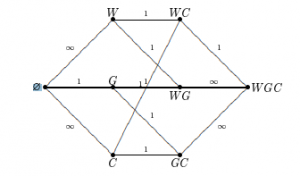 W 1 WC
∞ 1 1
Ø 1 G 1 1 WG ∞ WGC
∞ 1 ∞
C 1 GC